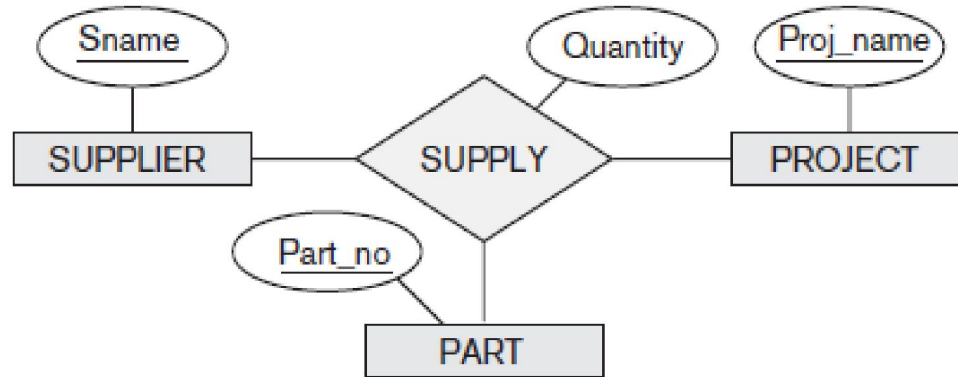 Sname
Quantity
Proj_name
SUPPLIER
SUPPLY
PROJECT
Part_no
PART